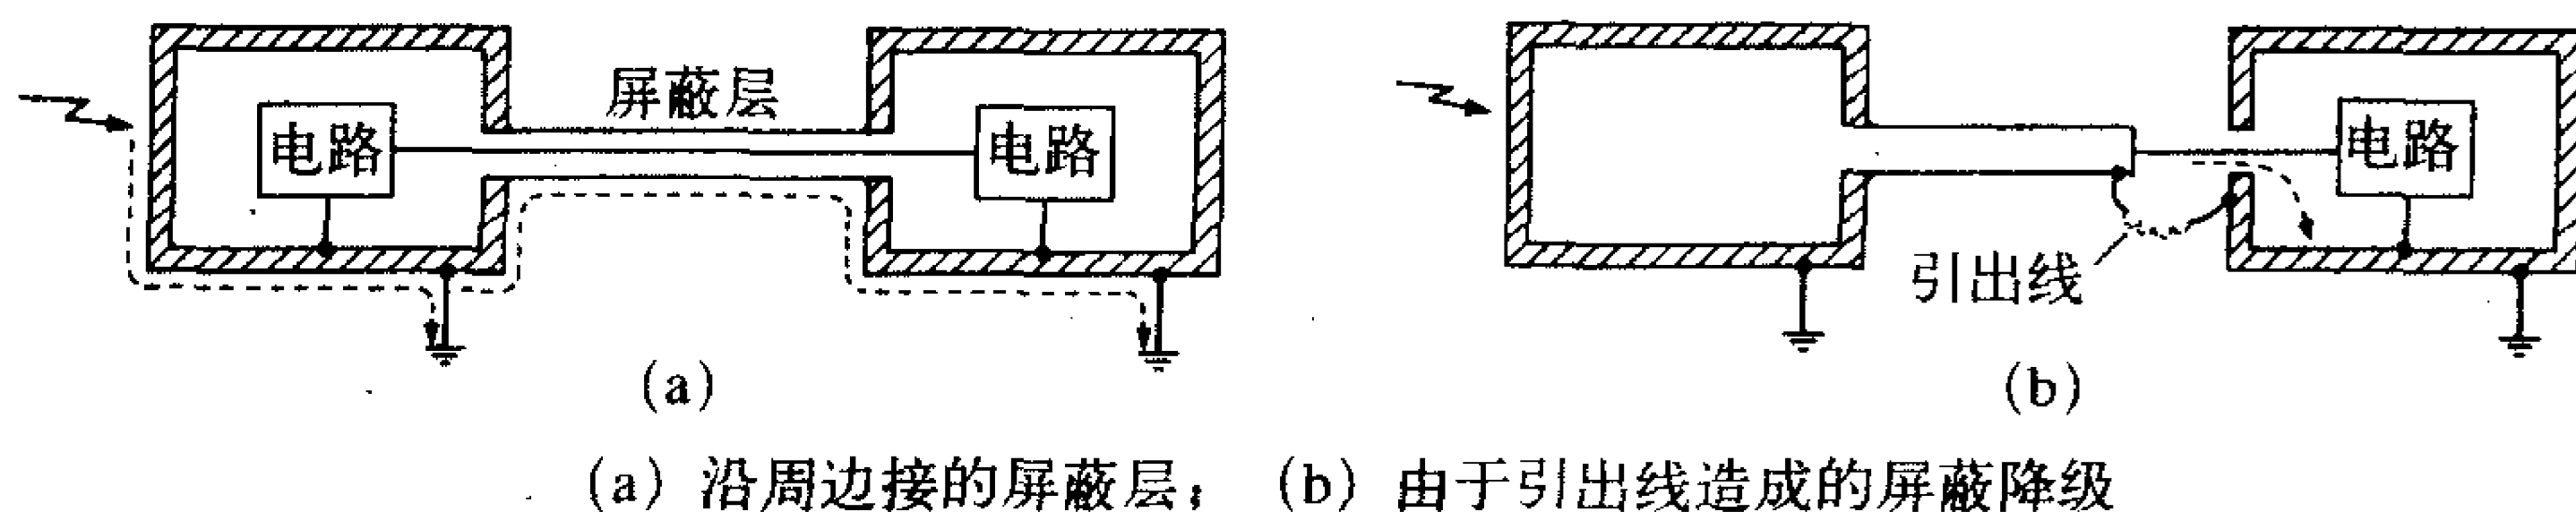 屏蔽层
电路
电路
电路
引出线
(a)
(b)
(a) 沿周边接的屏蔽层； (b) 由于引出线造成的屏蔽降级